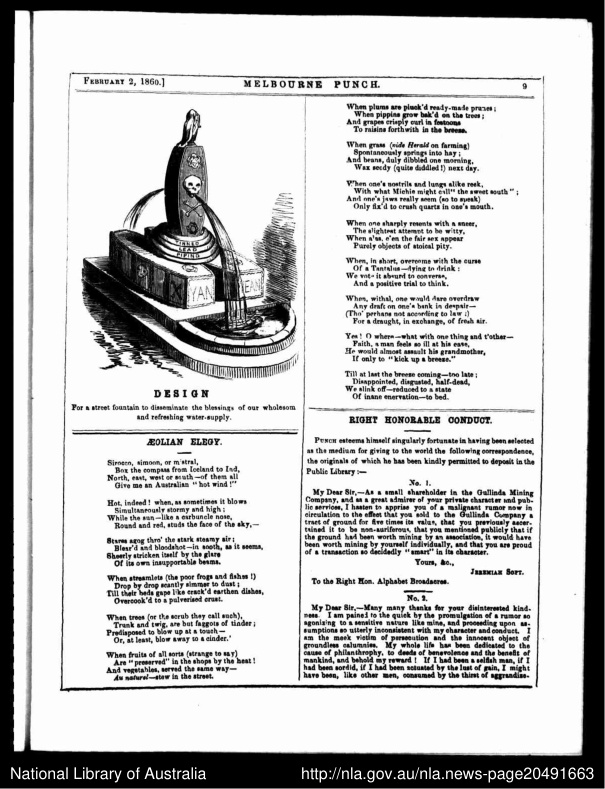 FEBRUARY 2, 1860.]
MELBOURNE PUNCH.
9
LEAD
PIPING
YAN
YEAN
DESIGN
For a street fountain to disseminate the blessings of our wholesom
and refreshing water-supply.
ÆOLIAN ELEGY.
Sirocco, simoon, or mistral,
Box the compass from Iceland to Ind,
North, east, west or south—of them all
Give me an Australian "hot wind!"
Hot, indeed! when, as sometimes it blows
Simultaneously stormy and high;
While the sun—like a carbuncle nose,
Round and red, studs the face of the sky,—
Stares agog thro' the stark steamy air;
Blear'd and bloodshot—in sooth, as it seems,
Sheerly stricken itself by the glare
Of its own insupportable beams.
When streamlets (the poor frogs and fishes!)
Drop by drop scantly simmer to dust;
Till their beds gape like crack'd earthen dishes,
Overcook'd to a pulverised crust.
When trees (or the scrub they call such),
Trunk and twig, are but faggots of tinder;
Predisposed to blow up at a touch—
Or, at least, blow away to a cinder.
When fruits of all sorts (strange to say)
Are "preserved" in the shops by the heat!
And vegetables, served the same way—
Au naturel—stew in the street.
When plums are pluck'd ready-made prunes;
When pippins grow bak'd on the trees;
And grapes crisply curl in festoons
To raisins forthwith in the breeze.
When grass (vide Herald on farming)
Spontaneously springs into hay;
And beans, duly dibbled one morning,
Wax seedy (quite diddled!) next day.
When one's nostrils and lungs alike reek,
With what Michie might call "the sweet south";
And one's jaws really seem (so to speak)
Only fix'd to crush quartz in one's mouth.
When one sharply resents with a sneer,
The slightest attempt to be witty,
When alas, e'en the fair sex appear
Purely objects of stoical pity.
When, in short, overcome with the curse
Of a Tantalus—dying to drink:
We vote it absurd to converse,
And a positive trial to think.
When, withal, one would dare overdraw
Any draft on one's bank in despair—
(Tho' perhaps not according to law;)
For a draught, in exchange, of fresh air.
Yes! O where—what with one thing and t'other—
Faith, a man feels so ill at his ease,
He would almost assault his grandmother,
If only to "kick up a breeze."
Till at last the breeze coming—too late;
Disappointed, disgusted, half-dead,
We slink off—reduced to a state
Of inane enervation—to bed.
RIGHT HONORABLE CONDUCT.
PUNCH esteems himself singularly fortunate in having been selected
as the medium for giving to the world the following correspondence,
the originals of which he has been kindly permitted to deposit in the
Public Library:—
No. 1.
My Dear Sir,—As a small shareholder in the Gullinda Mining
Company, and as a great admirer of your private character and pub-
lic services, I hasten to apprise you of a malignant rumor now in
circulation to the effect that you sold to the Gullinda Company a
tract of ground for five times its value, that you previously ascer-
tained it to be non-auriferous, that you mentioned publicly that if
the ground had been worth mining by an association, it would have
been worth mining by yourself individually, and that you are proud
of a transaction so decidedly "smart" in its character.
Yours, &c.,
JEREMIAH SOFT.
To the Right Hon. Alphabet Broadacres.
No. 2.
My Dear Sir,—Many many thanks for your disinterested kind-
ness. I am pained to the quick by the promulgation of a rumor so
agonising to a sensitive nature like mine, and proceeding upon as-
sumptions so utterly inconsistent with my character and conduct. I
am the meek victim of persecution and the innocent object of
groundless calumnies. My whole life has been dedicated to the
cause of philanthropy, to deeds of benevolence and the benefit of
mankind, and behold my reward! If I had been a selfish man, if I
had been sordid, if I had been actuated by the lust of gain, I might
have been, like other men, consumed by the thirst of aggrandise-
National Library of Australia
http://nla.gov.au/nla.news-page20491663